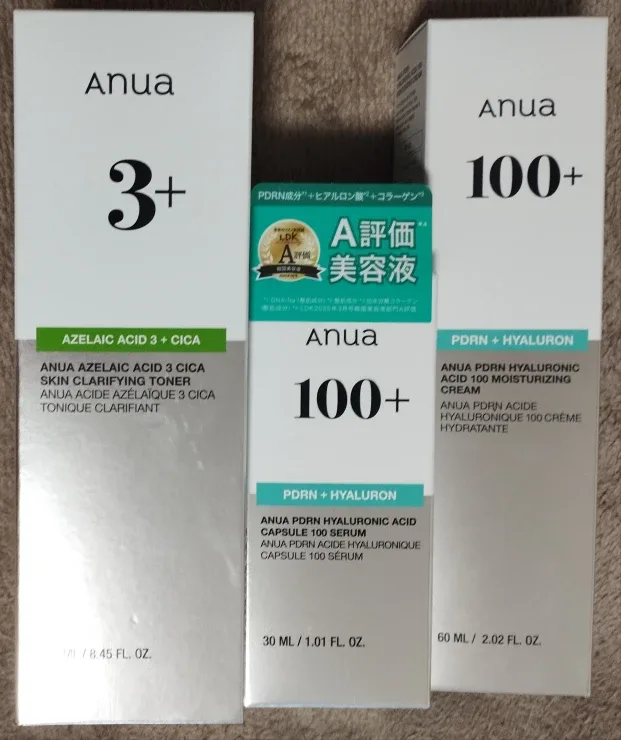 Anua
3+
AZELAIC ACID 3 + CICA
ANUA AZELAIC ACID 3 CICA
SKIN CLARIFYING TONER
ANUA ACIDE AZÉLAÏQUE 3 CICA
TONIQUE CLARIFIANT
ML / 8.45 FL. OZ.
PDRN成分*1+ヒアルロン酸*2+コラーゲン*3
LDK
A評価
A評価
美容液
Anua
100+
PDRN + HYALURON
ANUA PDRN HYALURONIC ACID
CAPSULE 100 SERUM
ANUA PDRN ACIDE HYALURONIQUE
CAPSULE 100 SÉRUM
30 ML / 1.01 FL. OZ.
Anua
100+
PDRN + HYALURON
ANUA PDRN HYALURONIC
ACID 100 MOISTURIZING
CREAM
ANUA PDRN ACIDE
HYALURONIQUE 100 CRÈME
HYDRATANTE
60 ML / 2.02 FL. OZ.